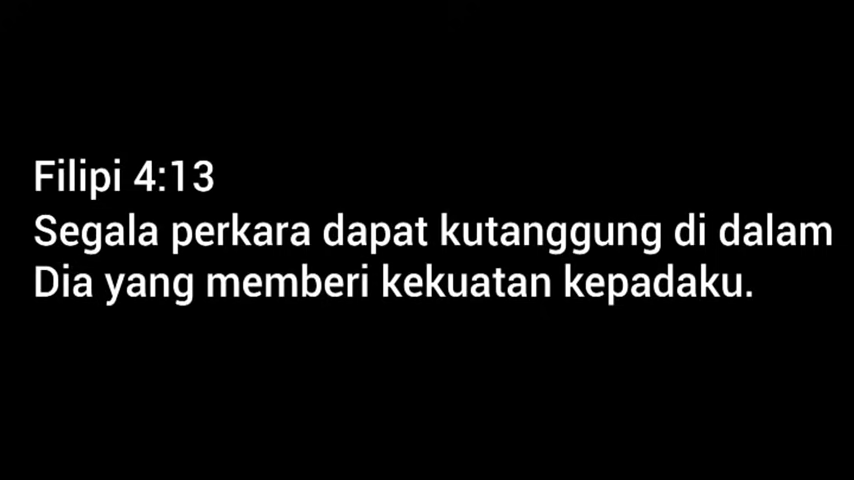 Filipi 4:13
Segala perkara dapat kutanggung di dalam
Dia yang memberi kekuatan kepadaku.